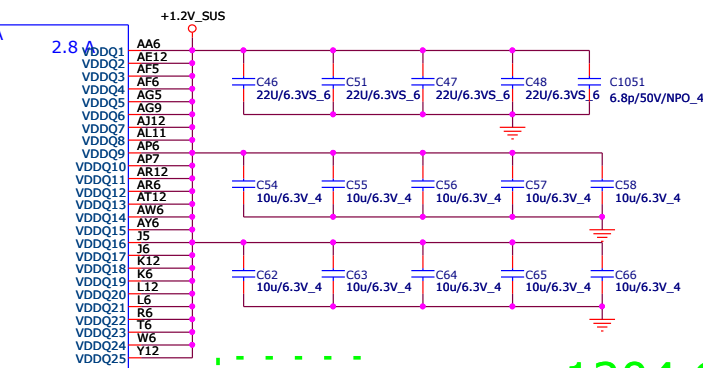 +1.2V_SUS
2.8 A
VDDQ1 AA6
VDDQ2 AE12
VDDQ3 AF5
VDDQ4 AF6
VDDQ5 AG5
VDDQ6 AG9
VDDQ7 AJ12
VDDQ8 AL11
VDDQ9 AP6
VDDQ10 AP7
VDDQ11 AR12
VDDQ12 AR6
VDDQ13 AT12
VDDQ14 AW6
VDDQ15 AY6
VDDQ16 J5
VDDQ17 J6
VDDQ18 K12
VDDQ19 K6
VDDQ20 L12
VDDQ21 L6
VDDQ22 R6
VDDQ23 T6
VDDQ24 W6
VDDQ25 Y12
C46 C51 C47 C48 C1051
22U/6.3VS_6 22U/6.3VS_6 22U/6.3VS_6 22U/6.3VS_6 6.8p/50V/NPO_4
C54 C55 C56 C57 C58
10u/6.3V_4 10u/6.3V_4 10u/6.3V_4 10u/6.3V_4 10u/6.3V_4
C62 C63 C64 C65 C66
10u/6.3V_4 10u/6.3V_4 10u/6.3V_4 10u/6.3V_4 10u/6.3V_4